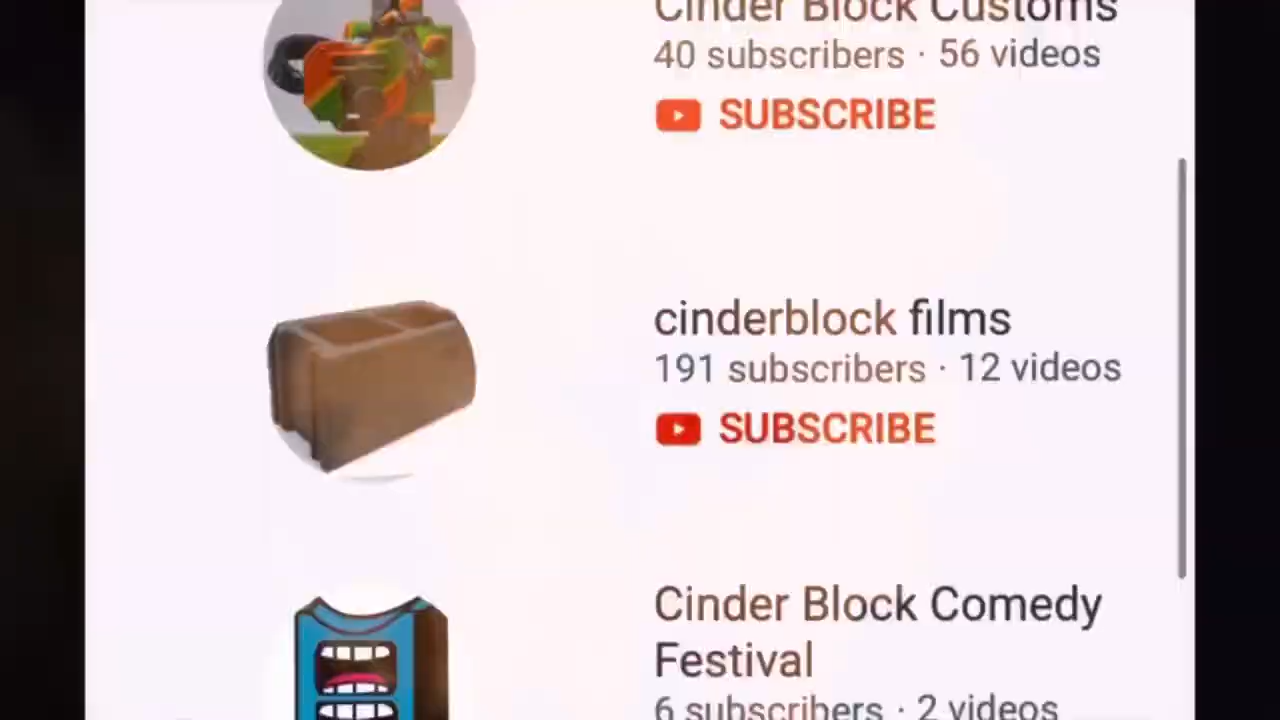 Cinder Block Customs
40 subscribers · 56 videos
SUBSCRIBE
cinderblock films
191 subscribers · 12 videos
SUBSCRIBE
Cinder Block Comedy
Festival
6 subscribers · 2 videos